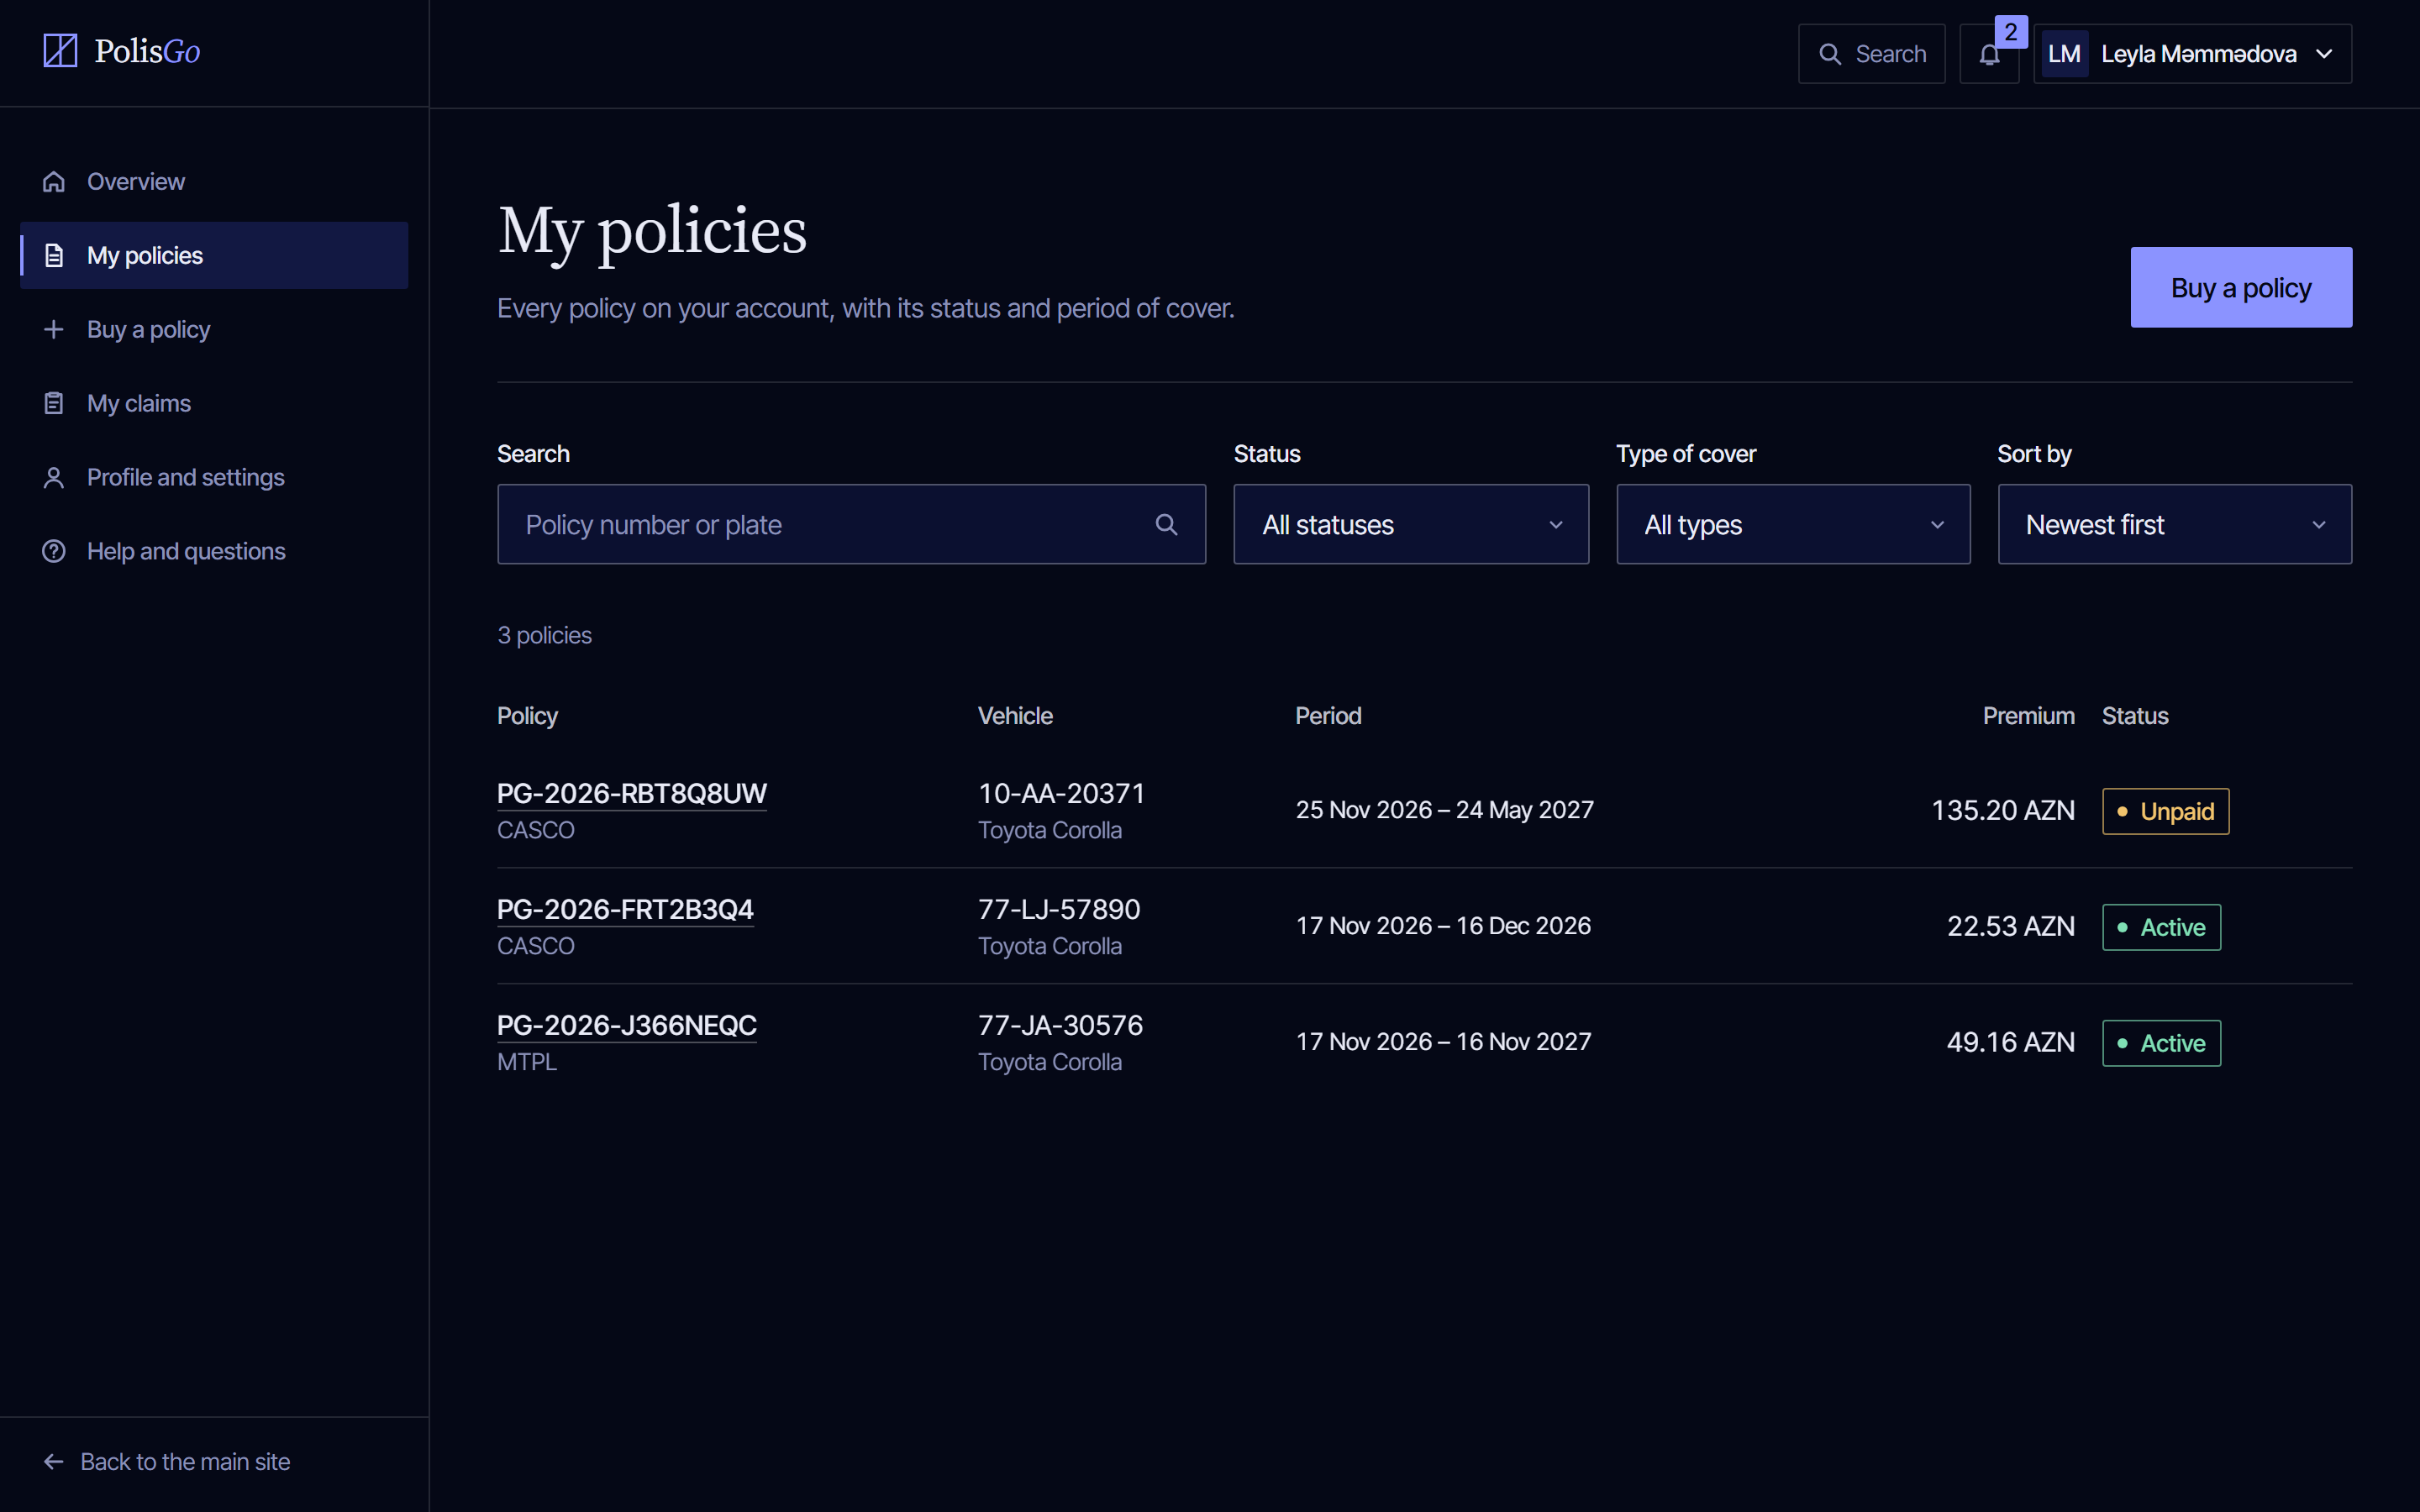 PolisGo
Search
2
LM Leyla Məmmədova
Overview
My policies
Buy a policy
My claims
Profile and settings
Help and questions
Back to the main site
My policies
Every policy on your account, with its status and period of cover.
Buy a policy
Search Status Type of cover Sort by
Policy number or plate All statuses All types Newest first
3 policies
Policy Vehicle Period Premium Status
PG-2026-RBT8Q8UW 10-AA-20371 25 Nov 2026 – 24 May 2027 135.20 AZN Unpaid
CASCO Toyota Corolla
PG-2026-FRT2B3Q4 77-LJ-57890 17 Nov 2026 – 16 Dec 2026 22.53 AZN Active
CASCO Toyota Corolla
PG-2026-J366NEQC 77-JA-30576 17 Nov 2026 – 16 Nov 2027 49.16 AZN Active
MTPL Toyota Corolla